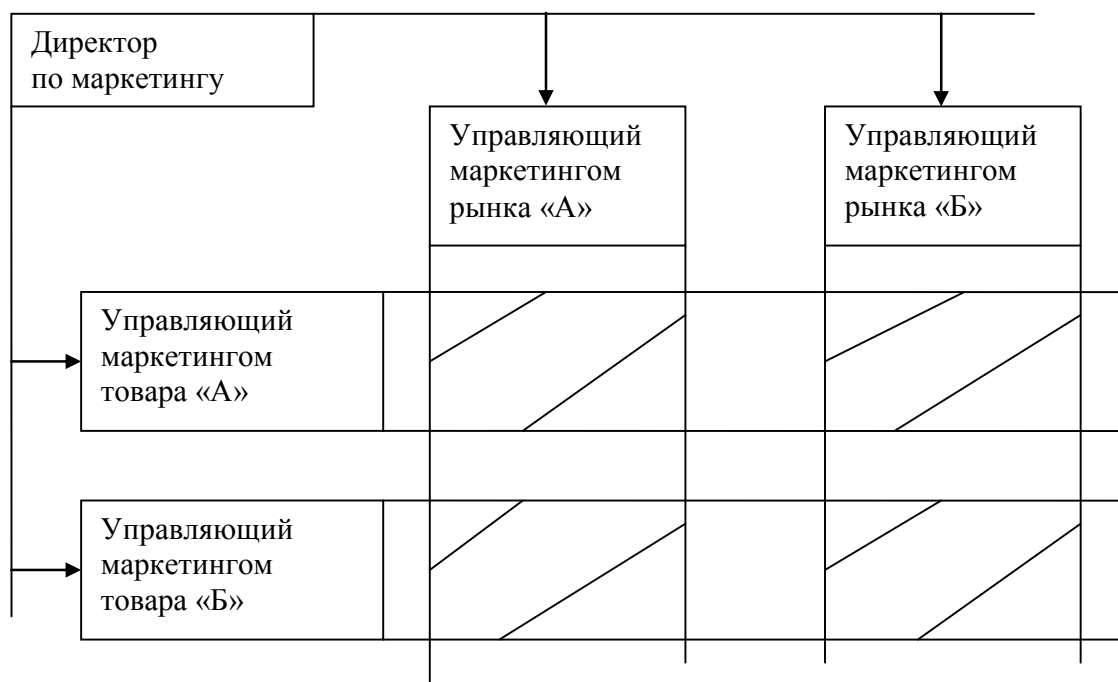 Директор
по маркетингу
Управляющий
маркетингом
рынка «А»
Управляющий
маркетингом
рынка «Б»
Управляющий
маркетингом
товара «А»
Управляющий
маркетингом
товара «Б»